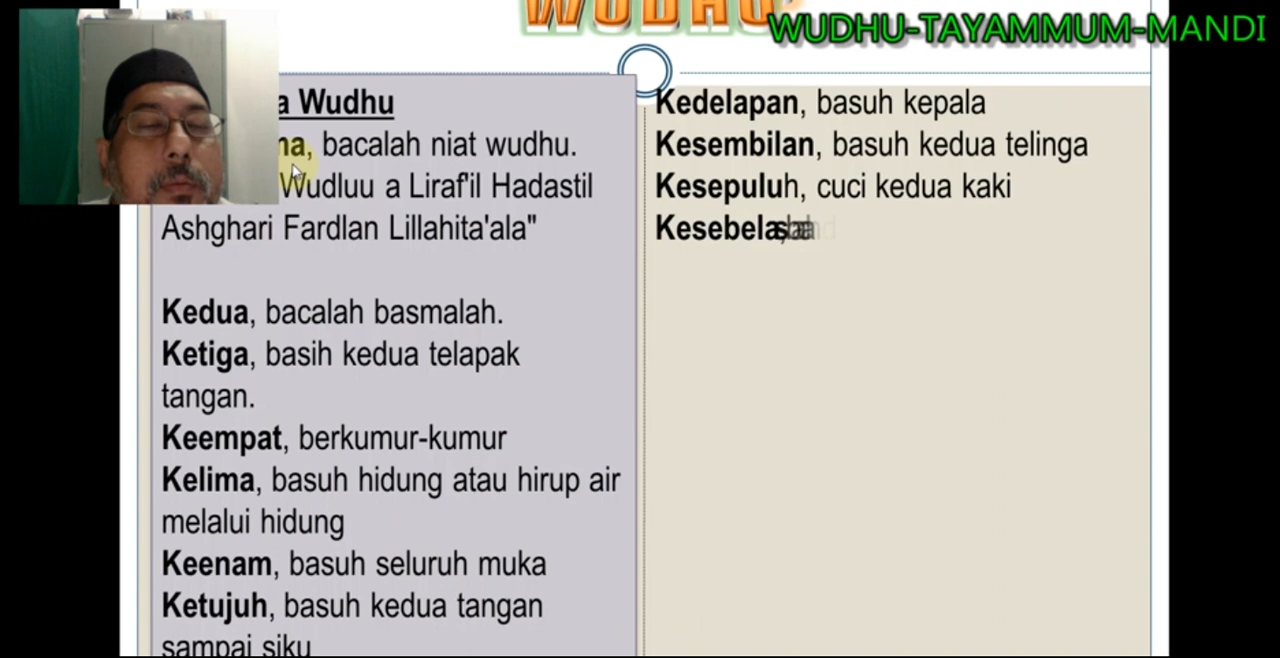 WUDHU
WUDHU-TAYAMMUM-MANDI
a Wudhu
na, bacalah niat wudhu.
Wudluu a Liraf'il Hadastil
Ashghari Fardlan Lillahita'ala"
Kedua, bacalah basmalah.
Ketiga, basih kedua telapak
tangan.
Keempat, berkumur-kumur
Kelima, basuh hidung atau hirup air
melalui hidung
Keenam, basuh seluruh muka
Ketujuh, basuh kedua tangan
sampai siku
Kedelapan, basuh kepala
Kesembilan, basuh kedua telinga
Kesepuluh, cuci kedua kaki